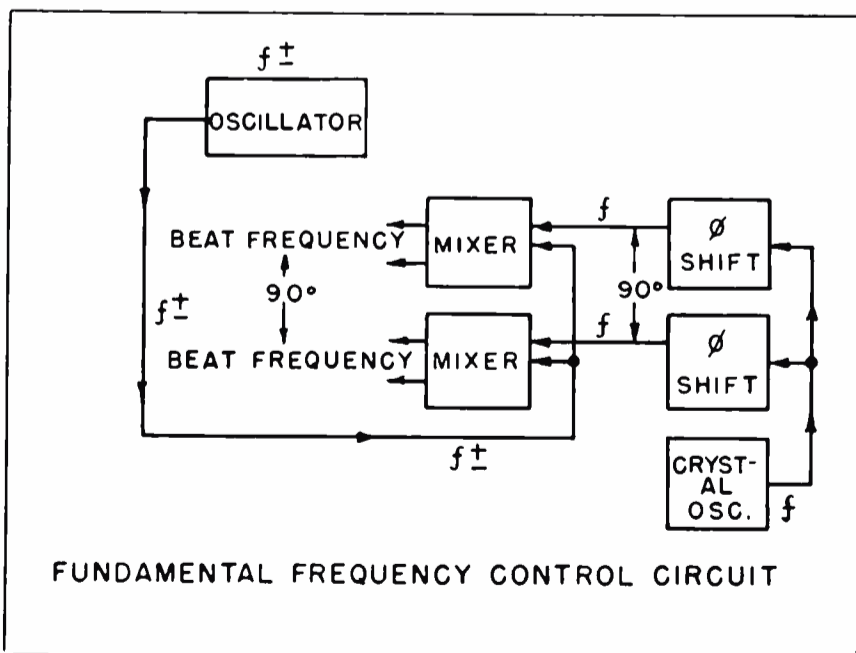 f±
OSCILLATOR
BEAT FREQUENCY
MIXER
f
Ø
SHIFT
90°
90°
f±
f
BEAT FREQUENCY
MIXER
Ø
SHIFT
f±
CRYST-
AL
OSC.
f
FUNDAMENTAL FREQUENCY CONTROL CIRCUIT